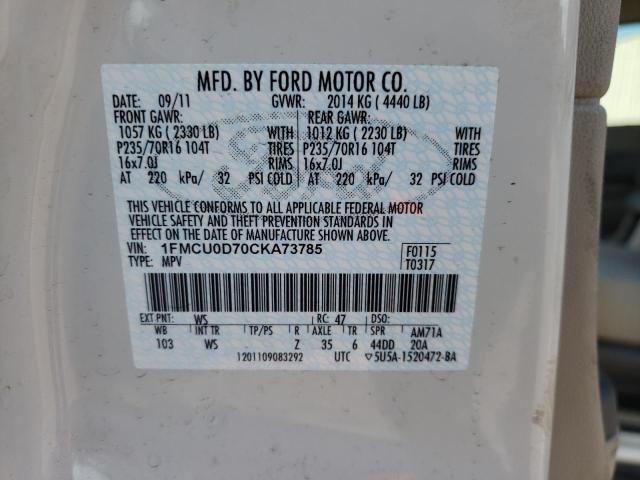 MFD. BY FORD MOTOR CO.
DATE: 09/11 GVWR: 2014 KG ( 4440 LB)
FRONT GAWR: REAR GAWR:
1057 KG ( 2330 LB) WITH 1012 KG ( 2230 LB) WITH
P235/70R16 104T TIRES P235/70R16 104T TIRES
16x7.0J RIMS 16x7.0J RIMS
AT 220 kPa/ 32 PSI COLD AT 220 kPa/ 32 PSI COLD
THIS VEHICLE CONFORMS TO ALL APPLICABLE FEDERAL MOTOR
VEHICLE SAFETY AND THEFT PREVENTION STANDARDS IN
EFFECT ON THE DATE OF MANUFACTURE SHOWN ABOVE.
VIN: 1FMCU0D70CKA73785 F0115
TYPE: MPV T0317
EXT PNT: WS RC: 47 DSO:
WB INT TR TP/PS R AXLE TR SPR AM71A
103 WS Z 35 6 44DD 20A
1201109083292 UTC ▽5U5A-1520472-BA